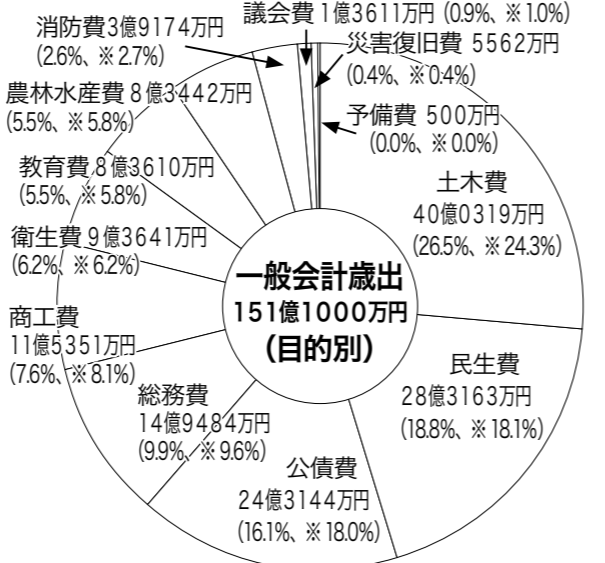 議会費 1億3611万円 (0.9%、※1.0%)
消防費3億9174万円
(2.6%、※2.7%)
災害復旧費 5562万円
(0.4%、※0.4%)
農林水産費 8億3442万円
(5.5%、※5.8%)
予備費 500万円
(0.0%、※0.0%)
教育費 8億3610万円
(5.5%、※5.8%)
土木費
40億0319万円
(26.5%、※24.3%)
衛生費 9億3641万円
(6.2%、※6.2%)
一般会計歳出
151億1000万円
(目的別)
商工費
11億5351万円
(7.6%、※8.1%)
民生費
28億3163万円
(18.8%、※18.1%)
総務費
14億9484万円
(9.9%、※9.6%)
公債費
24億3144万円
(16.1%、※18.0%)